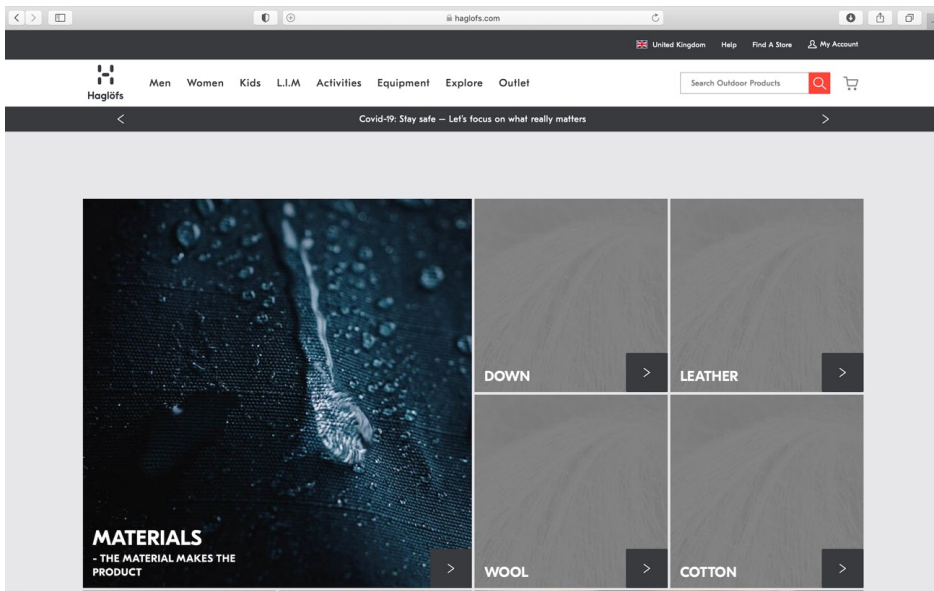 haglofs.com
United Kingdom Help Find A Store My Account
Haglöfs
Men Women Kids L.I.M Activities Equipment Explore Outlet
Search Outdoor Products
Covid-19: Stay safe – Let's focus on what really matters
MATERIALS
- THE MATERIAL MAKES THE
PRODUCT
DOWN
LEATHER
WOOL
COTTON